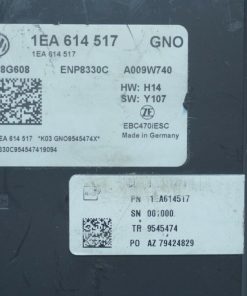 1EA 614 517 GNO
1EA 614 517
8G608 ENP8330C A009W740
HW: H14
SW: Y107
ZF
EBC470iESC
Made in Germany
EA 614 517 *K03 GNO9545474X*
330C954547419094
PN 1EA614517
SN 00.000.
TR 9545474
PO AZ 79424829